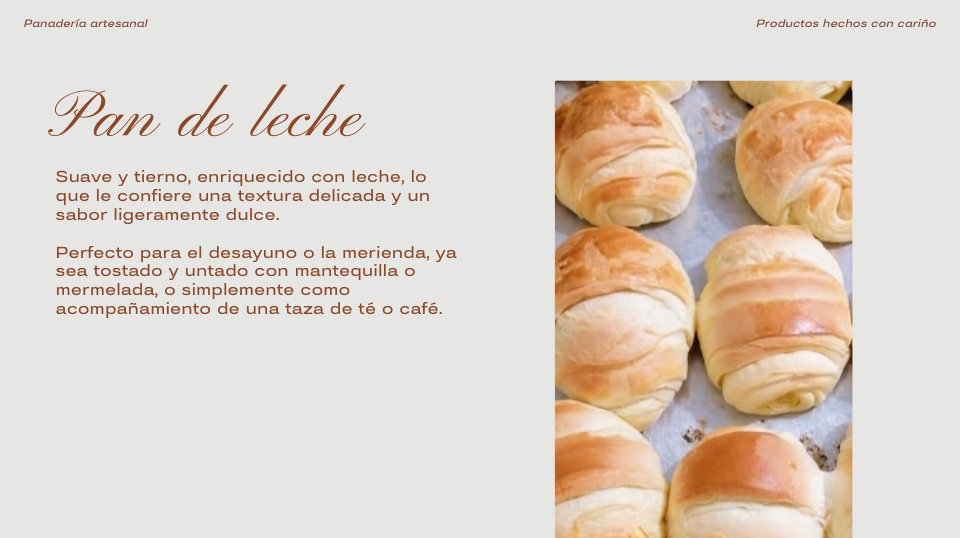 Panadería artesanal
Productos hechos con cariño
Pan de leche
Suave y tierno, enriquecido con leche, lo
que le confiere una textura delicada y un
sabor ligeramente dulce.
Perfecto para el desayuno o la merienda, ya
sea tostado y untado con mantequilla o
mermelada, o simplemente como
acompañamiento de una taza de té o café.